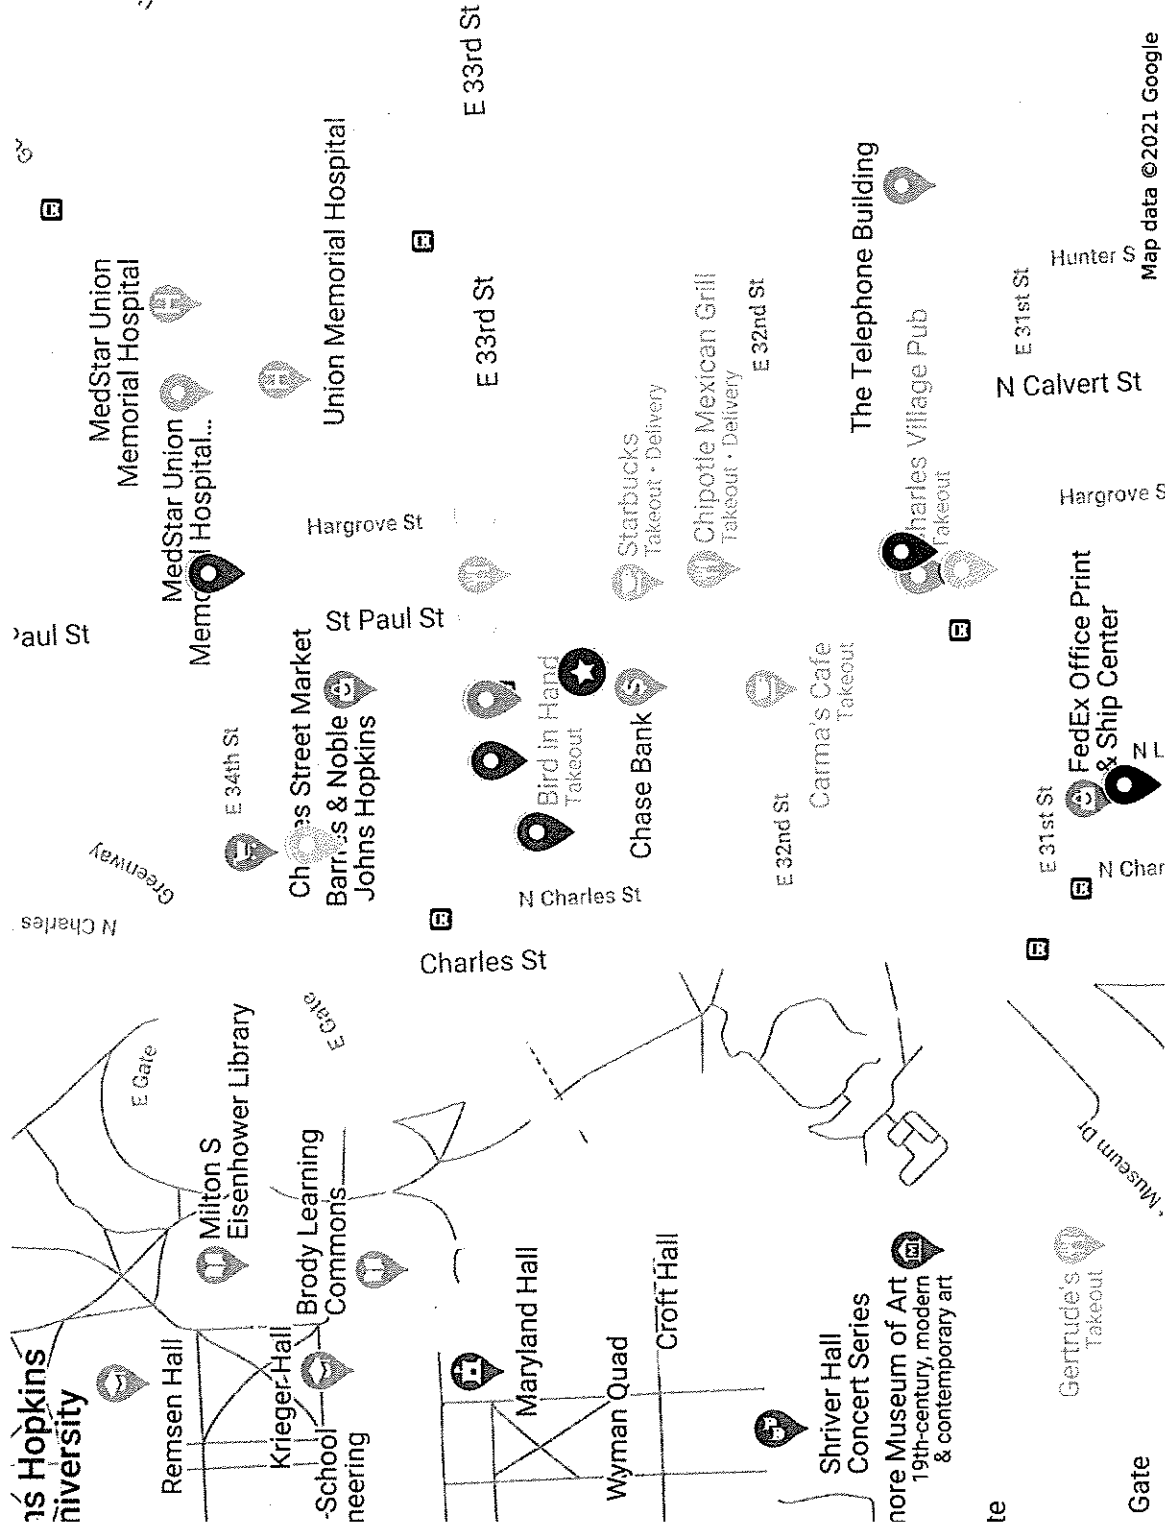 ns Hopkins
niversity
Paul St
MedStar Union
Memorial Hospital
N Charles
Greenway
E Gate
Remsen Hall
MedStar Union
Hospital...
Milton S
Eisenhower Library
E 34th St
Krieger Hall
Brody Learning
Commons
E Gate
Street Market
Barnes & Noble
Johns Hopkins
St Paul St
Hargrove St
Union Memorial Hospital
School
neering
Charles St
E 33rd St
E 33rd St
Maryland Hall
N Charles St
Bird in Hand
Takeout
Wyman Quad
Croft Hall
Chase Bank
Starbucks
Takeout · Delivery
Chipotle Mexican Grill
Takeout · Delivery
E 32nd St
E 32nd St
Carma's Cafe
Takeout
Shriver Hall
Concert Series
The Telephone Building
harles Village Pub
Takeout
more Museum of Art
19th-century, modern
& contemporary art
E 31st St
E 31st St
N Calvert St
Hunter S
Hargrove S
Gertrude's
Takeout
Museum Dr
FedEx Office Print
& Ship Center
N Char
N L
te
Gate
Map data ©2021 Google